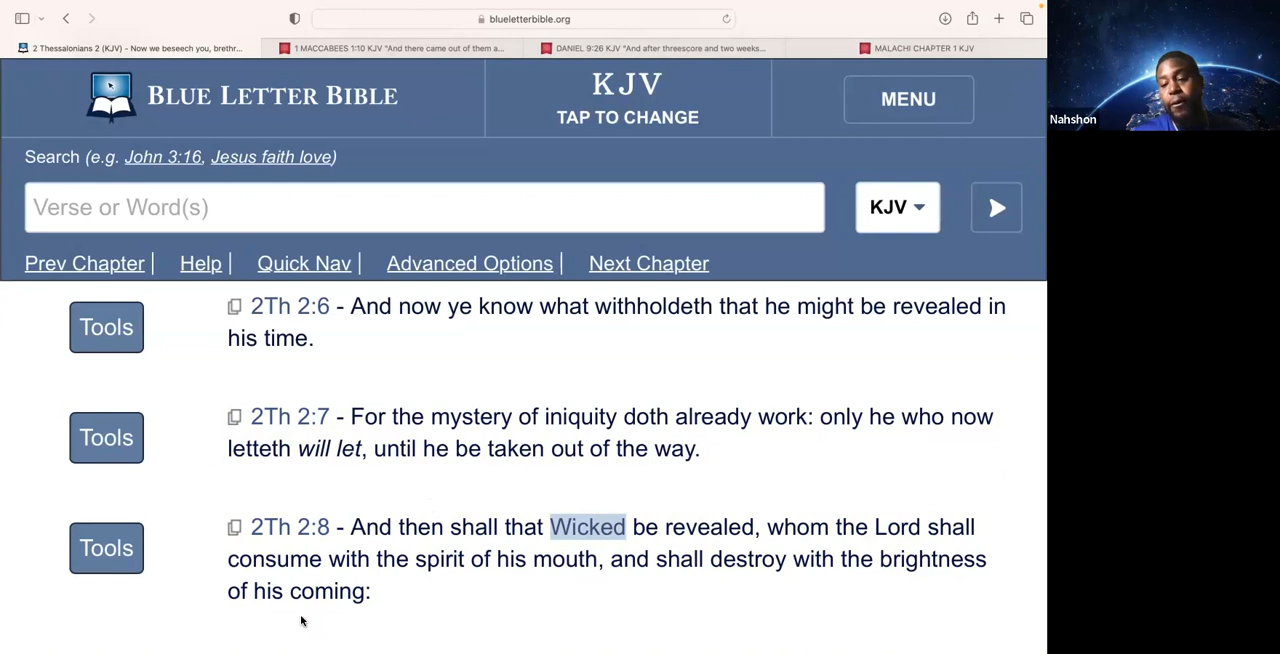 blueletterbible.org
2 Thessalonians 2 (KJV) - Now we beseech you, brethr...
1 MACCABEES 1:10 KJV "And there came out of them a...
DANIEL 9:26 KJV "And after threescore and two weeks...
MALACHI CHAPTER 1 KJV
BLUE LETTER BIBLE
KJV
TAP TO CHANGE
MENU
Nahshon
Search (e.g. John 3:16, Jesus faith love)
Verse or Word(s)
KJV
Prev Chapter | Help | Quick Nav | Advanced Options | Next Chapter
Tools
2Th 2:6 - And now ye know what withholdeth that he might be revealed in
his time.
Tools
2Th 2:7 - For the mystery of iniquity doth already work: only he who now
letteth will let, until he be taken out of the way.
Tools
2Th 2:8 - And then shall that Wicked be revealed, whom the Lord shall
consume with the spirit of his mouth, and shall destroy with the brightness
of his coming: